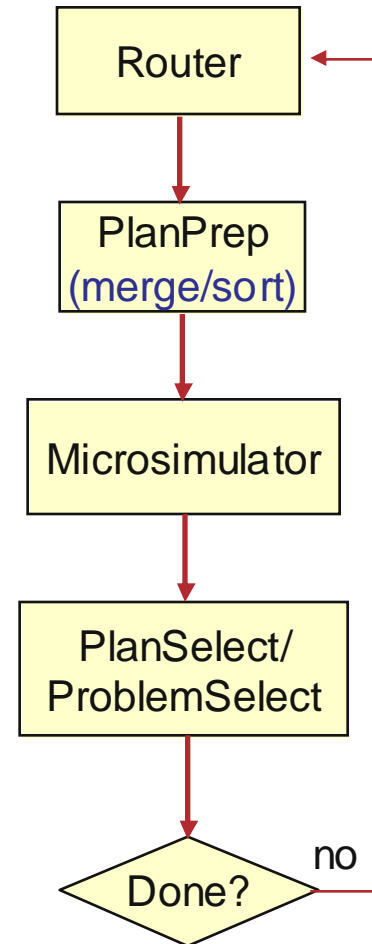 Router
PlanPrep
(merge/sort)
Microsimulator
PlanSelect/
ProblemSelect
no
Done?